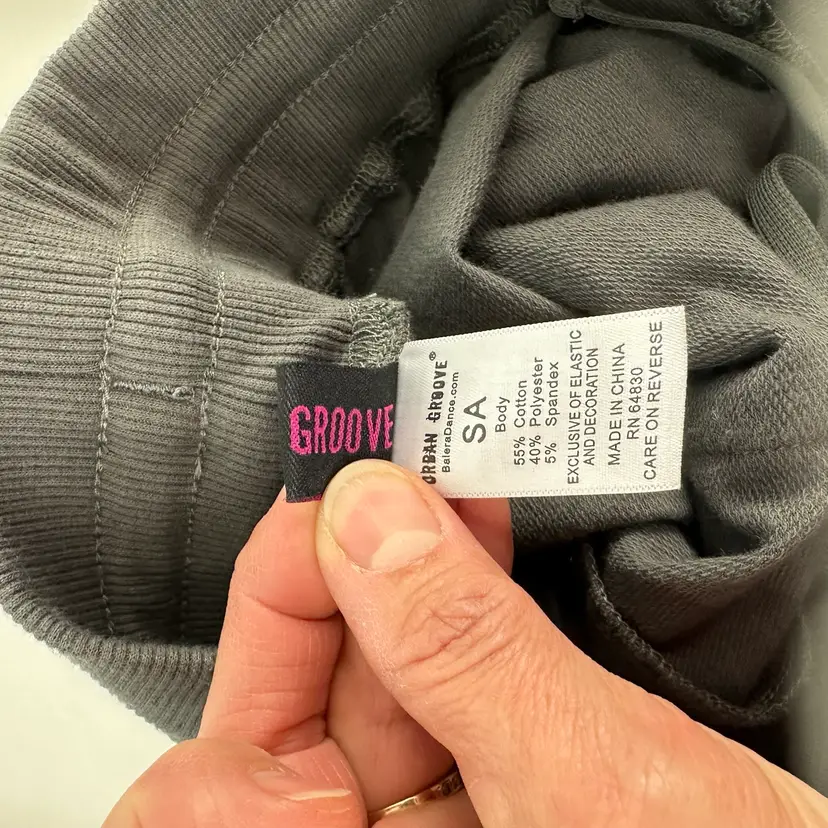 GROOVE
URBAN GROOVE®
BaleraDance.com
SA
Body
55% Cotton
40% Polyester
5% Spandex
EXCLUSIVE OF ELASTIC
AND DECORATION
MADE IN CHINA
RN 64830
CARE ON REVERSE